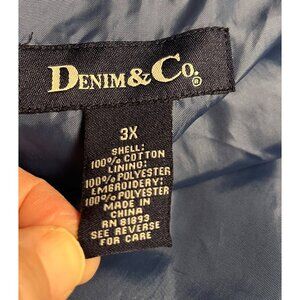 DENIM & CO.®
3X
SHELL:
100% COTTON
LINING:
100% POLYESTER
EMBROIDERY:
100% POLYESTER
MADE IN
CHINA
RN 81893
SEE REVERSE
FOR CARE